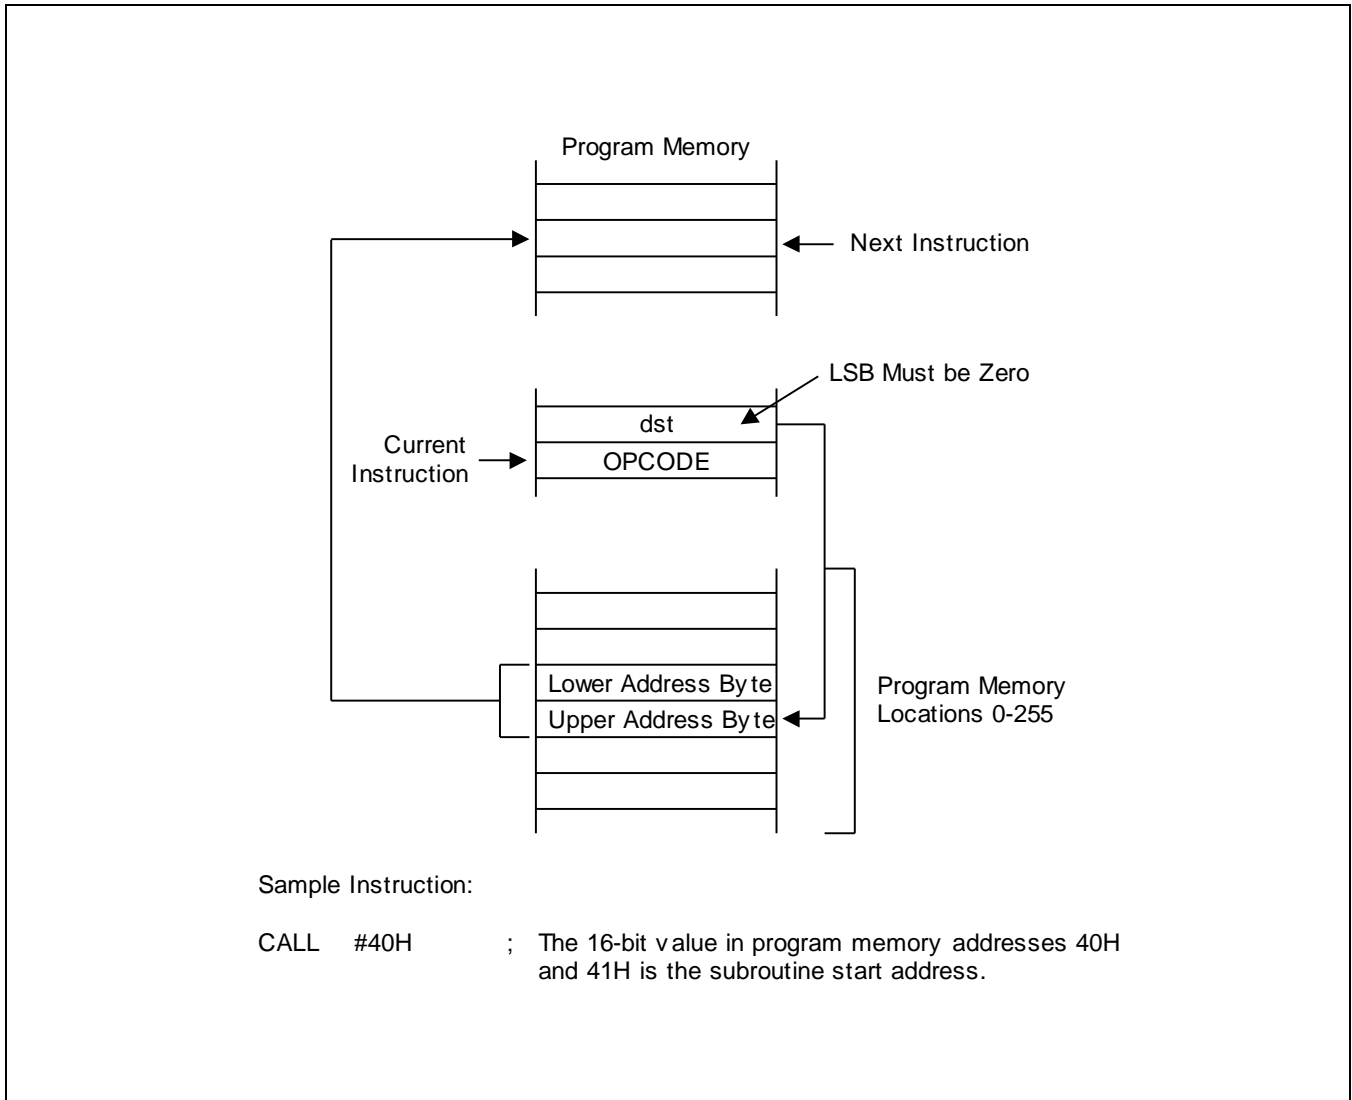 Program Memory
Next Instruction
LSB Must be Zero
dst
Current
Instruction
OPCODE
Lower Address Byte
Upper Address Byte
Program Memory
Locations 0-255
Sample Instruction:
CALL #40H ; The 16-bit value in program memory addresses 40H
and 41H is the subroutine start address.